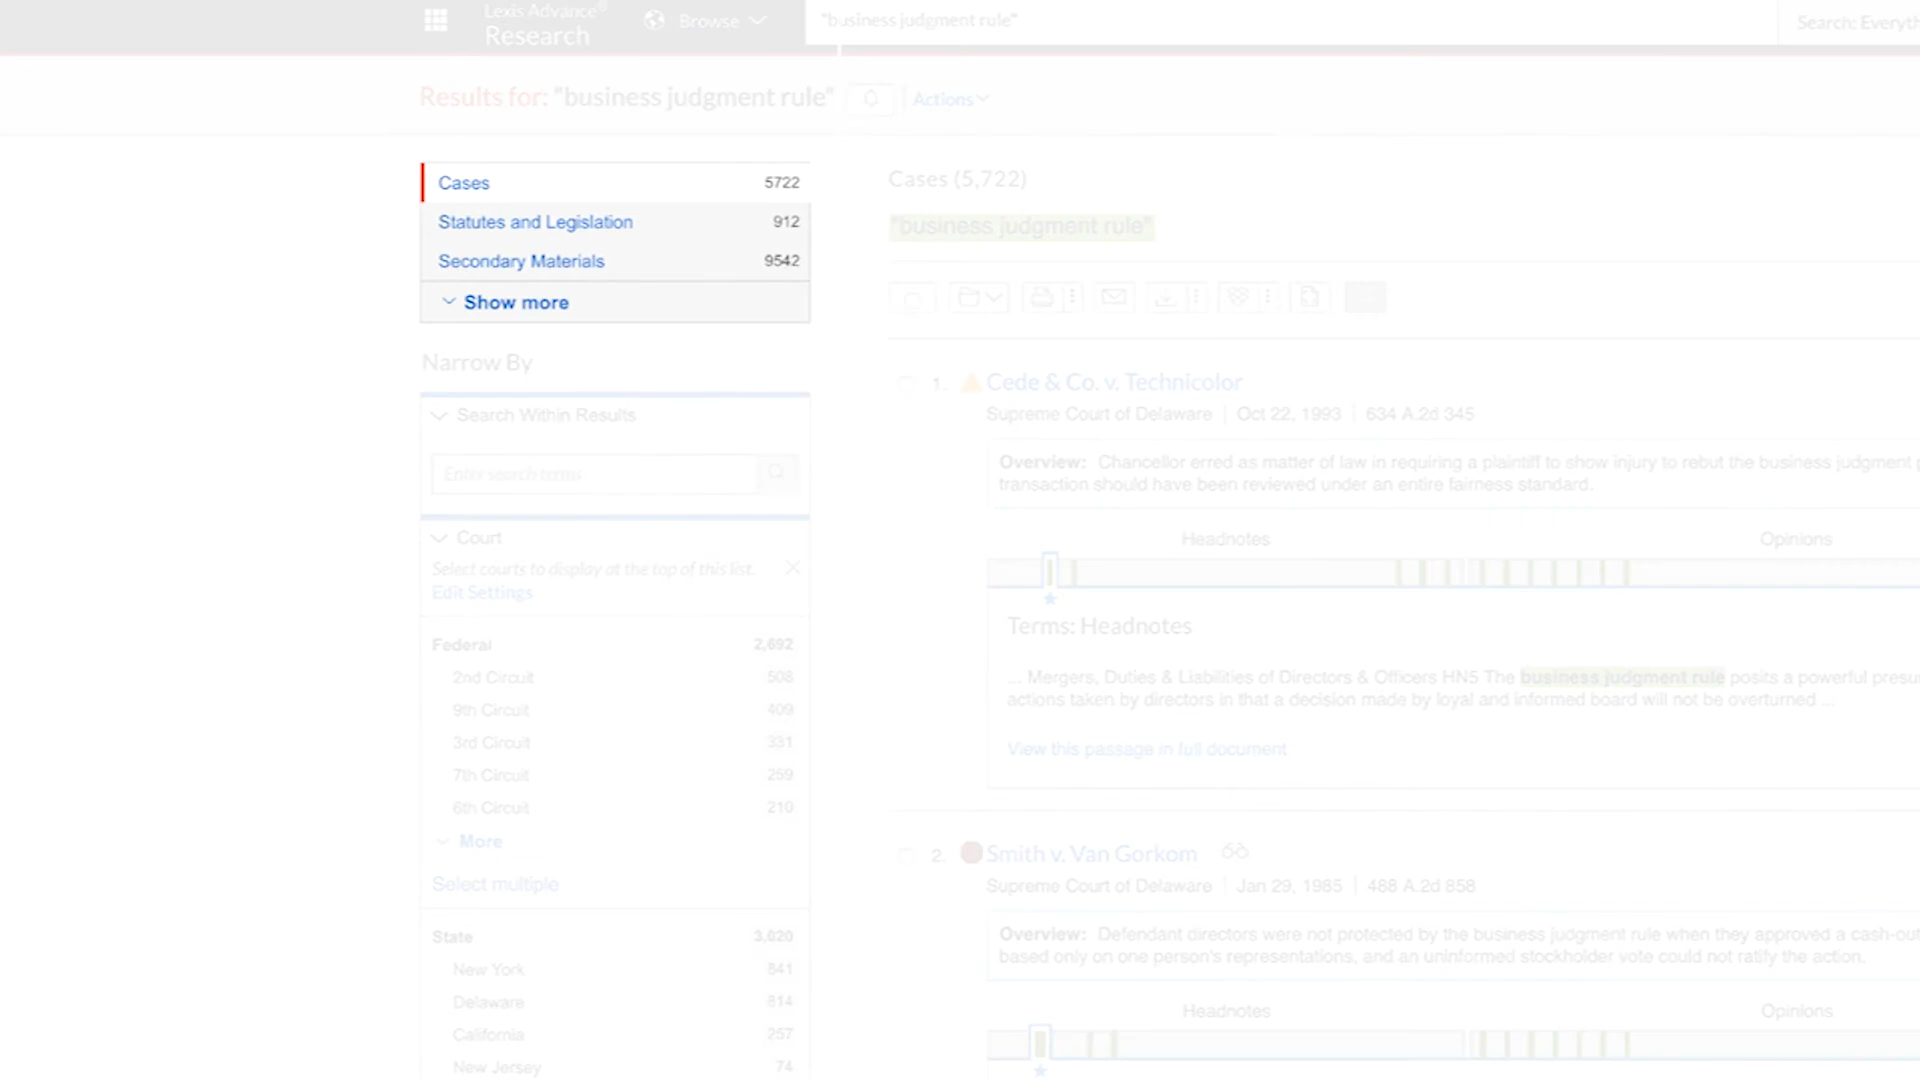 Lexis Advance®
Research
Browse
"business judgment rule"
Search: Everyth
Results for: "business judgment rule"
Actions
Cases 5722
Statutes and Legislation 912
Secondary Materials 9542
Show more
Narrow By
Search Within Results
Enter search terms
Court
Select courts to display at the top of this list.
Edit Settings
Federal 2,692
2nd Circuit 508
9th Circuit 409
3rd Circuit 331
7th Circuit 259
6th Circuit 210
More
Select multiple
State 3,020
New York 841
Delaware 814
California 257
New Jersey 74
Cases (5,722)
"business judgment rule"
1. Cede & Co. v. Technicolor
Supreme Court of Delaware | Oct 22, 1993 | 634 A.2d 345
Overview: Chancellor erred as matter of law in requiring a plaintiff to show injury to rebut the business judgment p
transaction should have been reviewed under an entire fairness standard.
Headnotes Opinions
Terms: Headnotes
... Mergers, Duties & Liabilities of Directors & Officers HN5 The business judgment rule posits a powerful presu
actions taken by directors in that a decision made by loyal and informed board will not be overturned ...
View this passage in full document
2. Smith v. Van Gorkom
Supreme Court of Delaware | Jan 29, 1985 | 488 A.2d 858
Overview: Defendant directors were not protected by the business judgment rule when they approved a cash-out
based only on one person's representations, and an uninformed stockholder vote could not ratify the action.
Headnotes Opinions